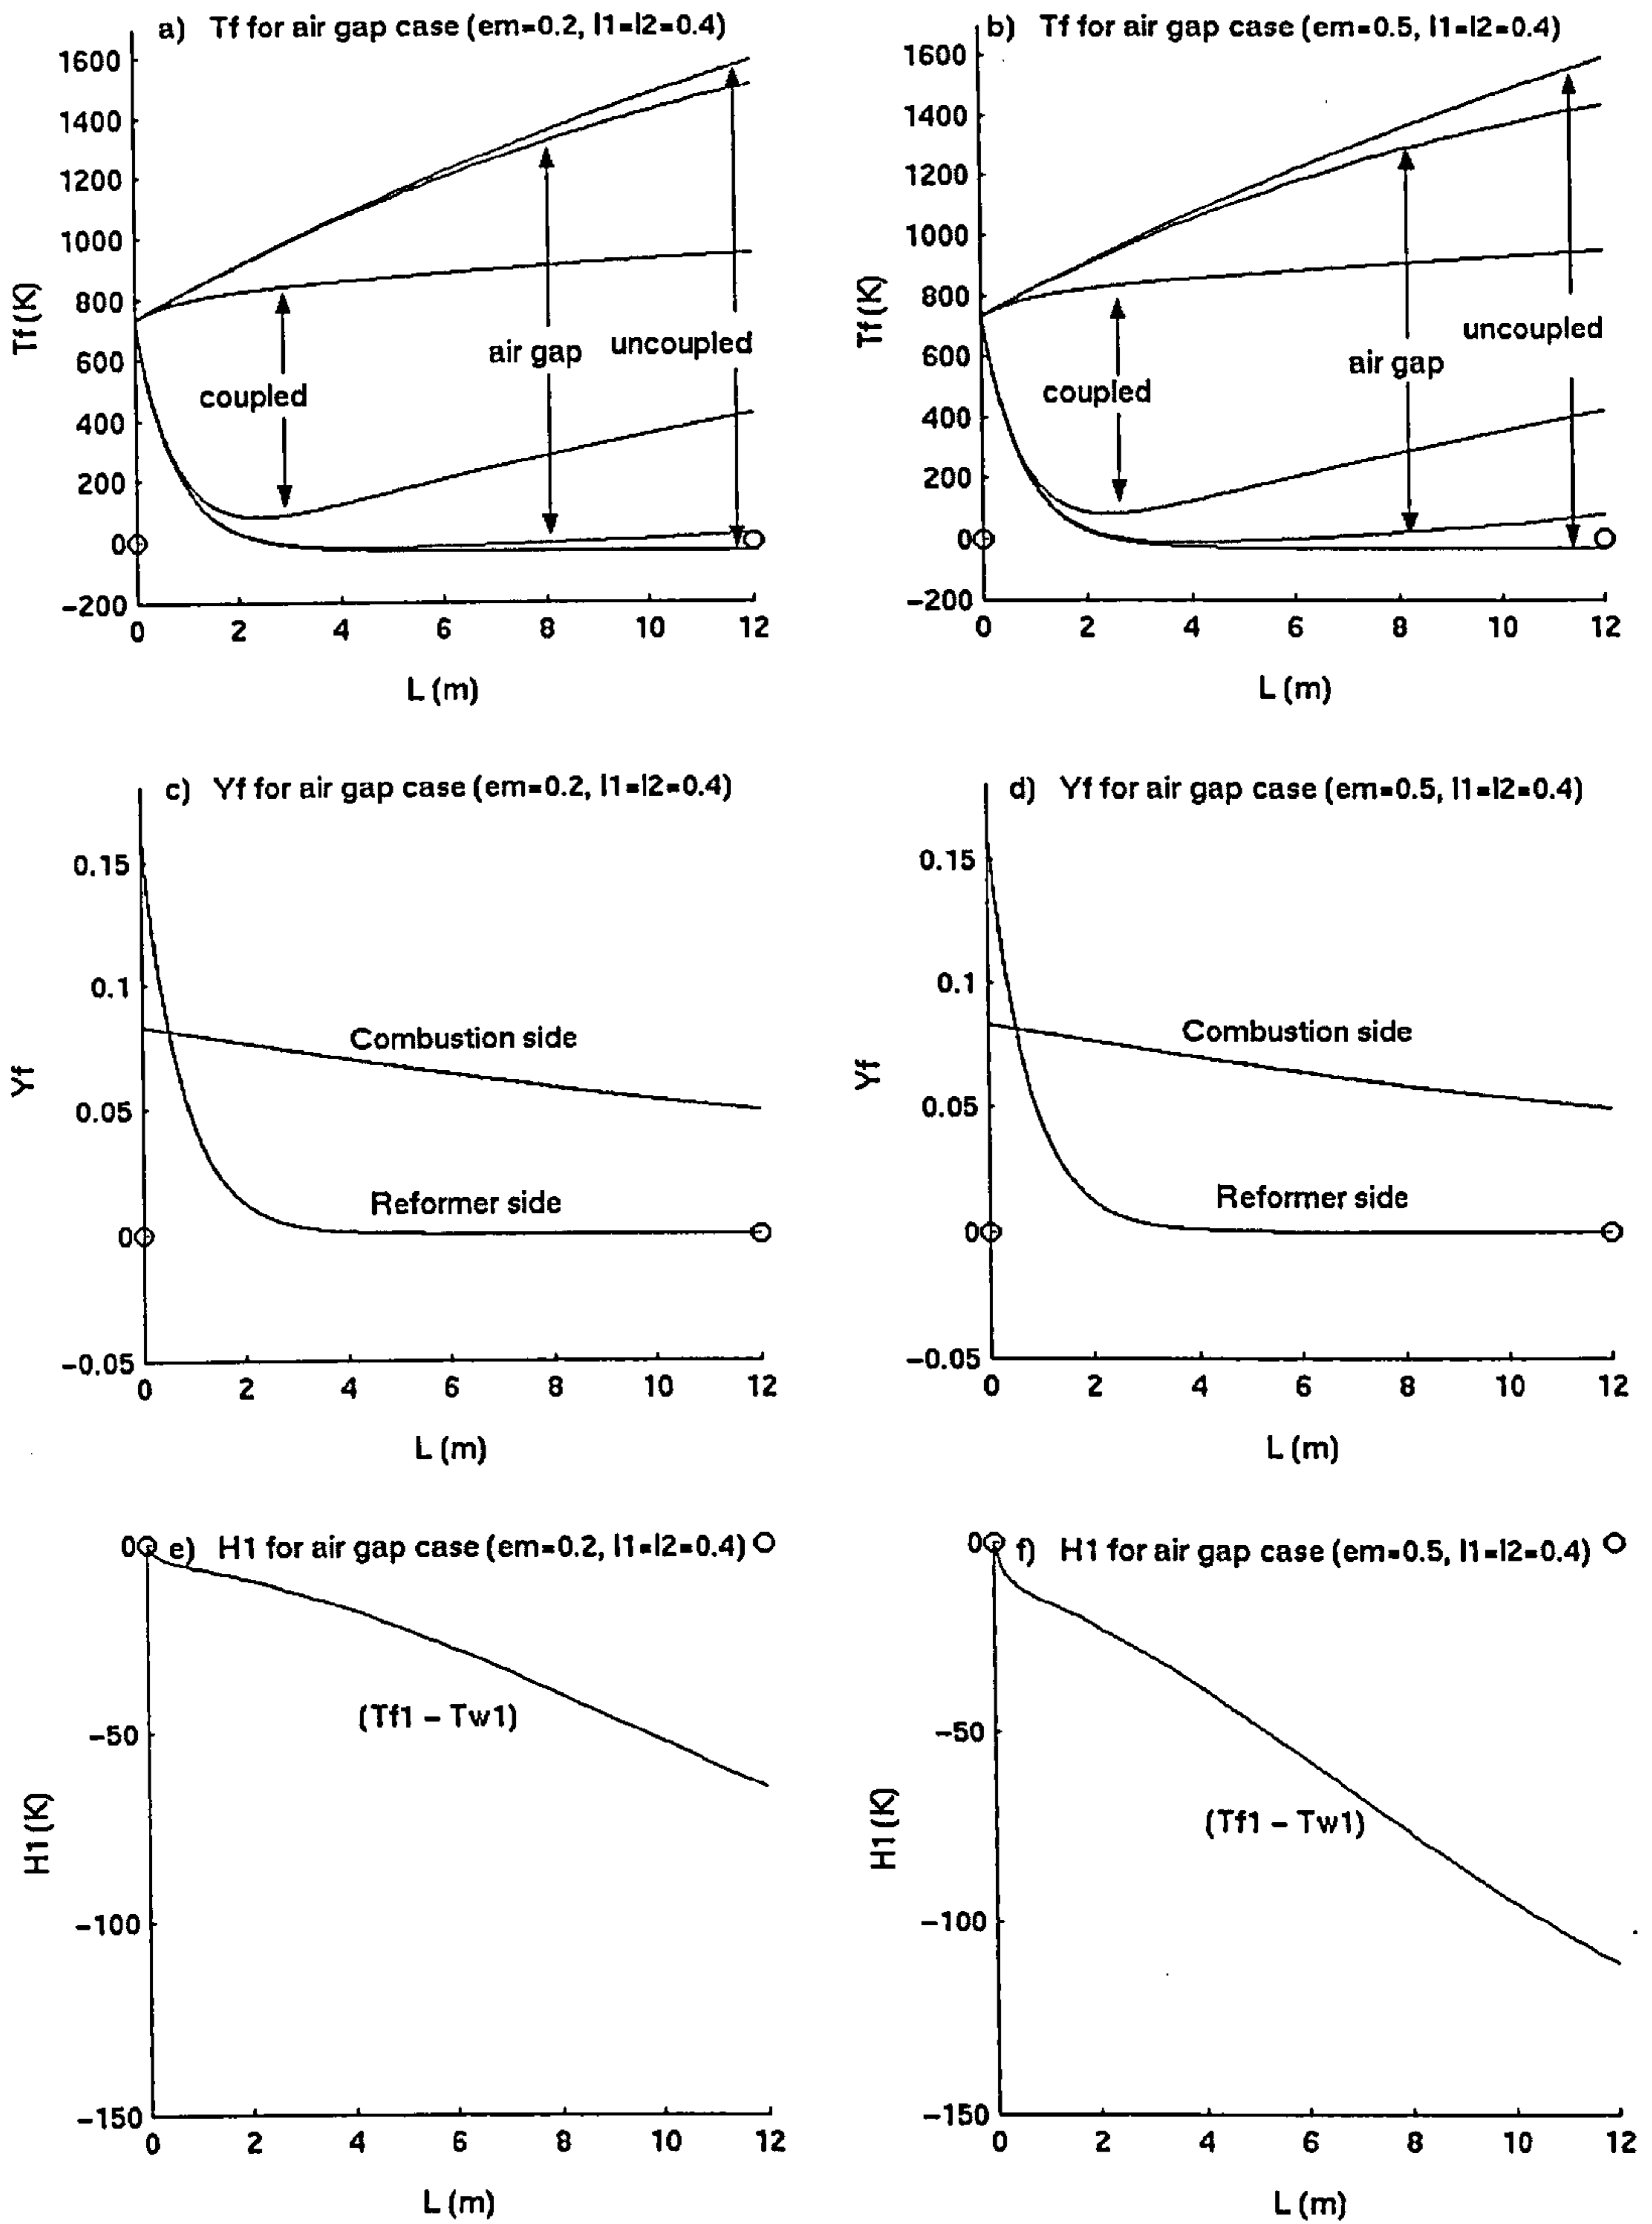 a) Tf for air gap case (em=0.2, l1=l2=0.4)
1600
1400
1200
1000
800
600
400
200
0
−200
Tf (K)
coupled
air gap
uncoupled
0 2 4 6 8 10 12
L (m)
b) Tf for air gap case (em=0.5, l1=l2=0.4)
1600
1400
1200
1000
800
600
400
200
0
−200
Tf (K)
coupled
air gap
uncoupled
0 2 4 6 8 10 12
L (m)
c) Yf for air gap case (em=0.2, l1=l2=0.4)
0.15
0.1
0.05
0
−0.05
Yf
Combustion side
Reformer side
0 2 4 6 8 10 12
L (m)
d) Yf for air gap case (em=0.5, l1=l2=0.4)
0.15
0.1
0.05
0
−0.05
Yf
Combustion side
Reformer side
0 2 4 6 8 10 12
L (m)
e) H1 for air gap case (em=0.2, l1=l2=0.4)
0
−50
−100
−150
H1 (K)
(Tf1 − Tw1)
0 2 4 6 8 10 12
L (m)
f) H1 for air gap case (em=0.5, l1=l2=0.4)
0
−50
−100
−150
H1 (K)
(Tf1 − Tw1)
0 2 4 6 8 10 12
L (m)